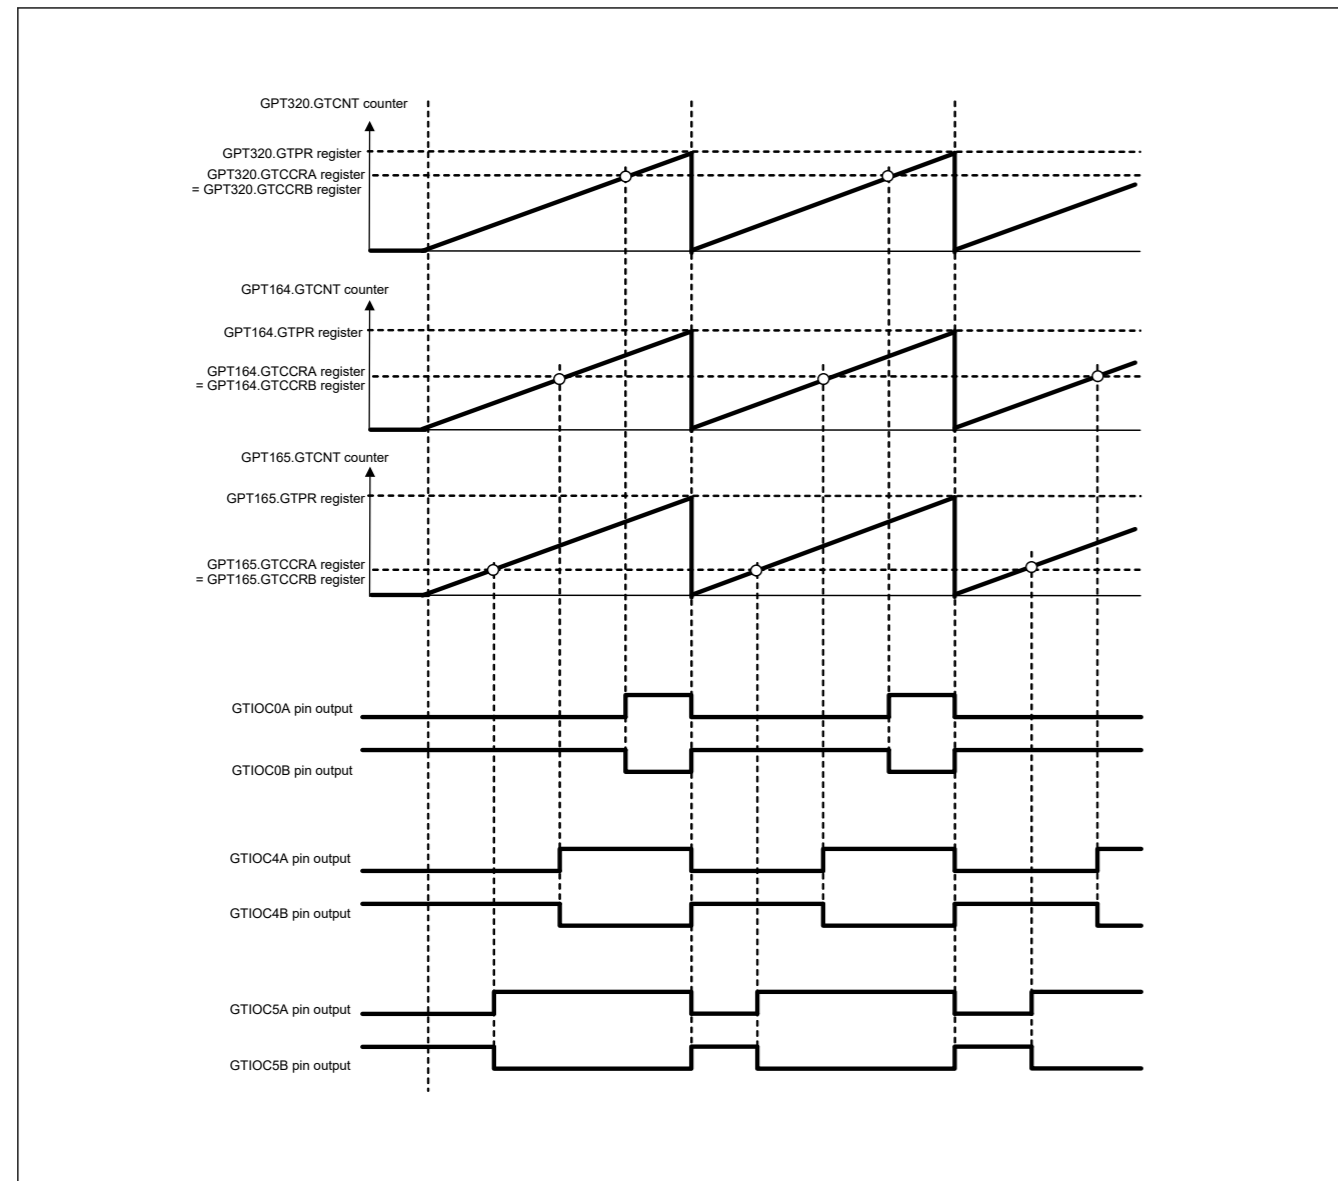 GPT320.GTCNT counter
GPT320.GTPR register
GPT320.GTCCRA register
= GPT320.GTCCRB register
GPT164.GTCNT counter
GPT164.GTPR register
GPT164.GTCCRA register
= GPT164.GTCCRB register
GPT165.GTCNT counter
GPT165.GTPR register
GPT165.GTCCRA register
= GPT165.GTCCRB register
GTIOC0A pin output
GTIOC0B pin output
GTIOC4A pin output
GTIOC4B pin output
GTIOC5A pin output
GTIOC5B pin output